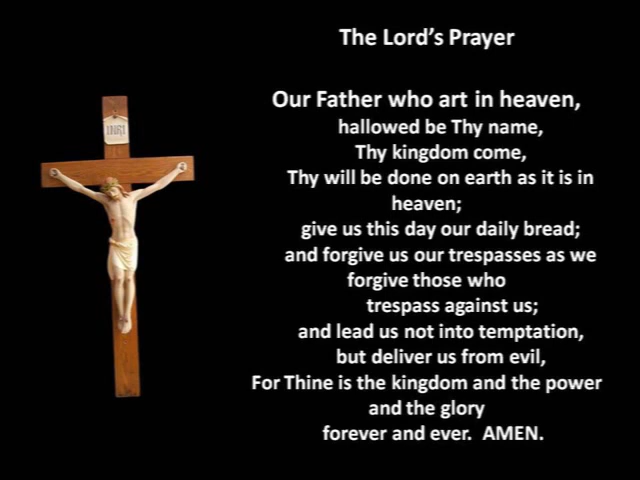 The Lord's Prayer
Our Father who art in heaven,
hallowed be Thy name,
Thy kingdom come,
Thy will be done on earth as it is in
heaven;
give us this day our daily bread;
and forgive us our trespasses as we
forgive those who
trespass against us;
and lead us not into temptation,
but deliver us from evil,
For Thine is the kingdom and the power
and the glory
forever and ever.  AMEN.
INRI